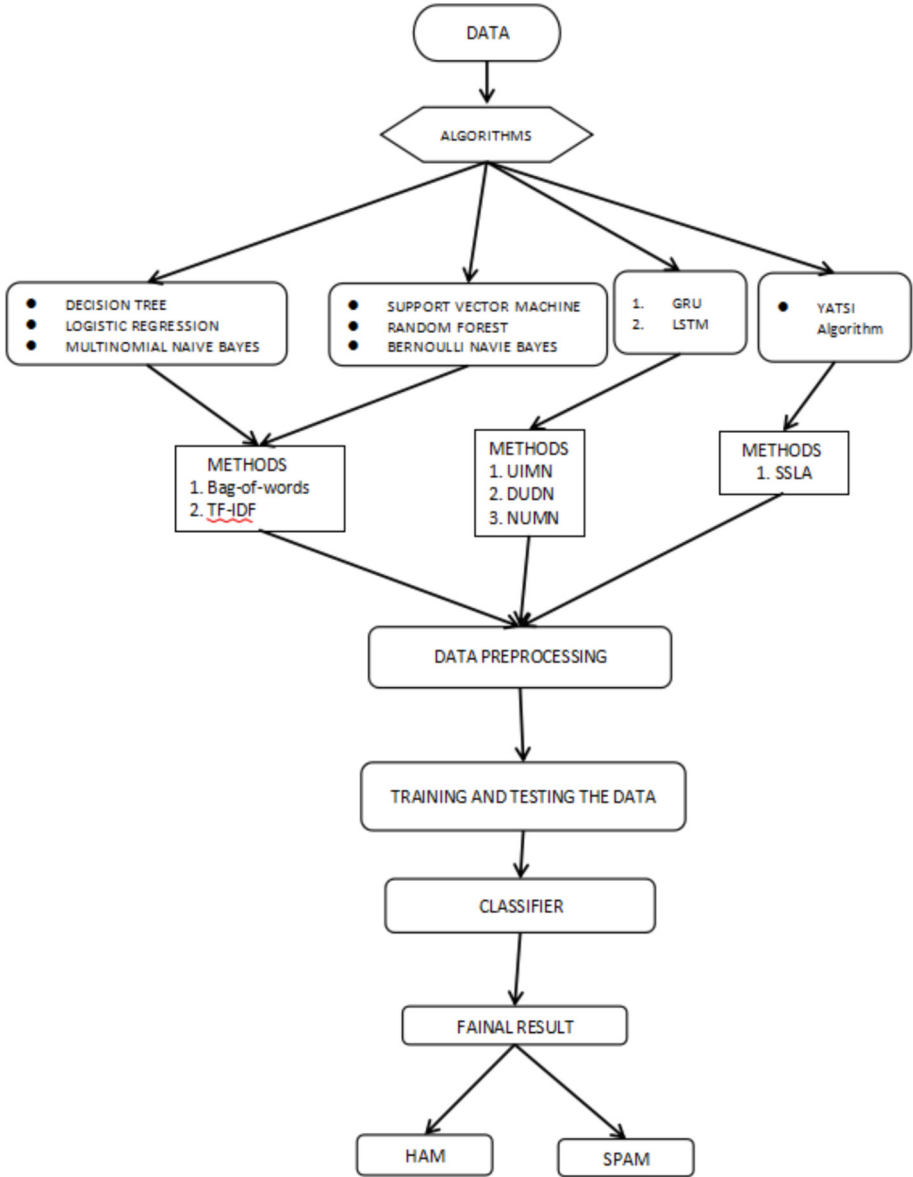 DATA
ALGORITHMS
● DECISION TREE
● LOGISTIC REGRESSION
● MULTINOMIAL NAIVE BAYES
● SUPPORT VECTOR MACHINE
● RANDOM FOREST
● BERNOULLI NAVIE BAYES
1. GRU
2. LSTM
● YATSI
Algorithm
METHODS
1. Bag-of-words
2. TF-IDF
METHODS
1. UIMN
2. DUDN
3. NUMN
METHODS
1. SSLA
DATA PREPROCESSING
TRAINING AND TESTING THE DATA
CLASSIFIER
FAINAL RESULT
HAM
SPAM